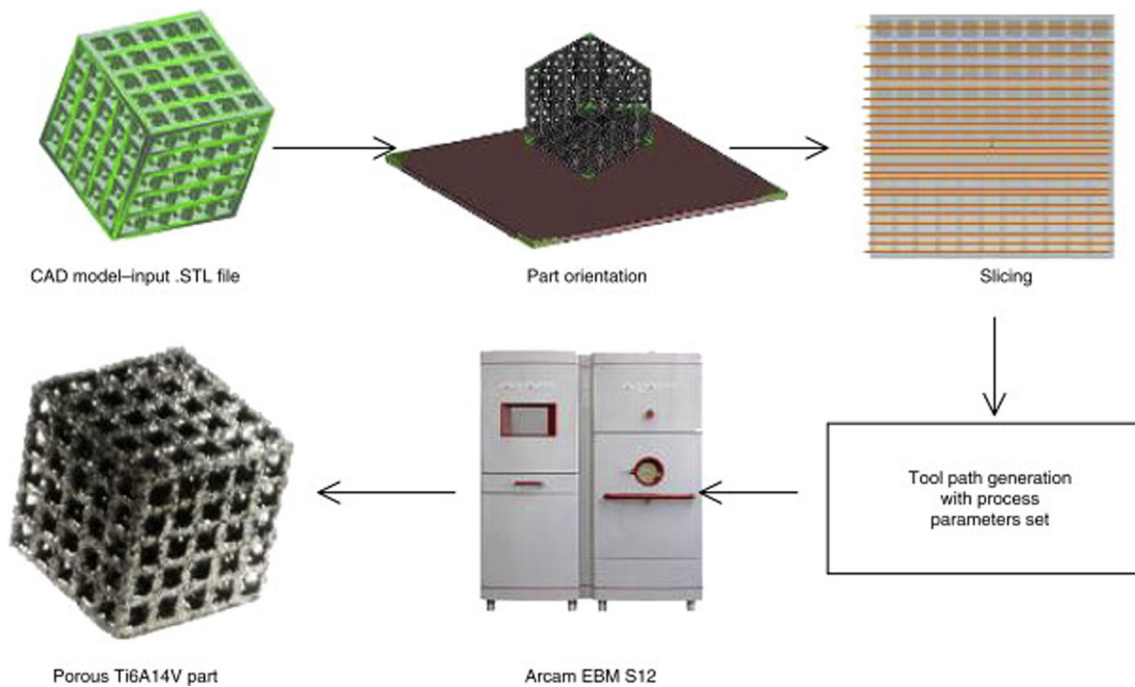 CAD model–input .STL file
Part orientation
Slicing
Tool path generation
with process
parameters set
Arcam EBM S12
Porous Ti6A14V part